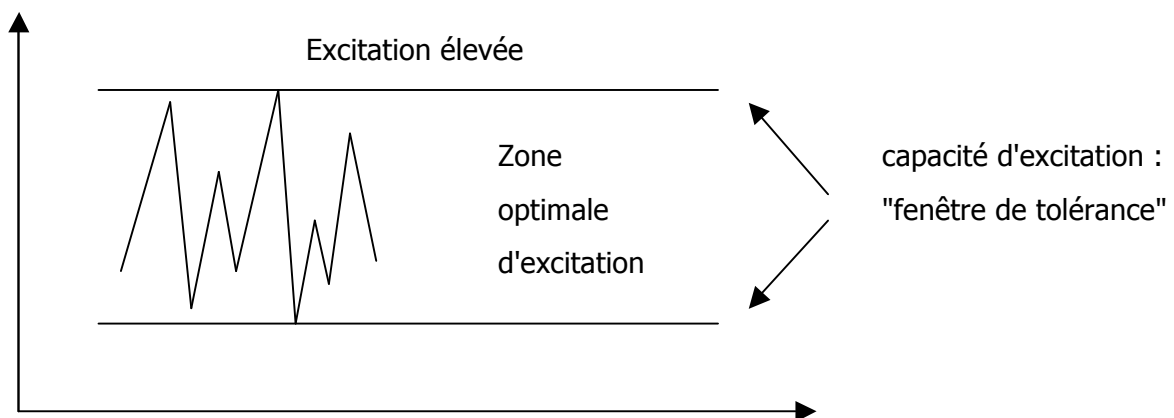 Excitation élevée
Zone
optimale
d'excitation
capacité d'excitation :
"fenêtre de tolérance"